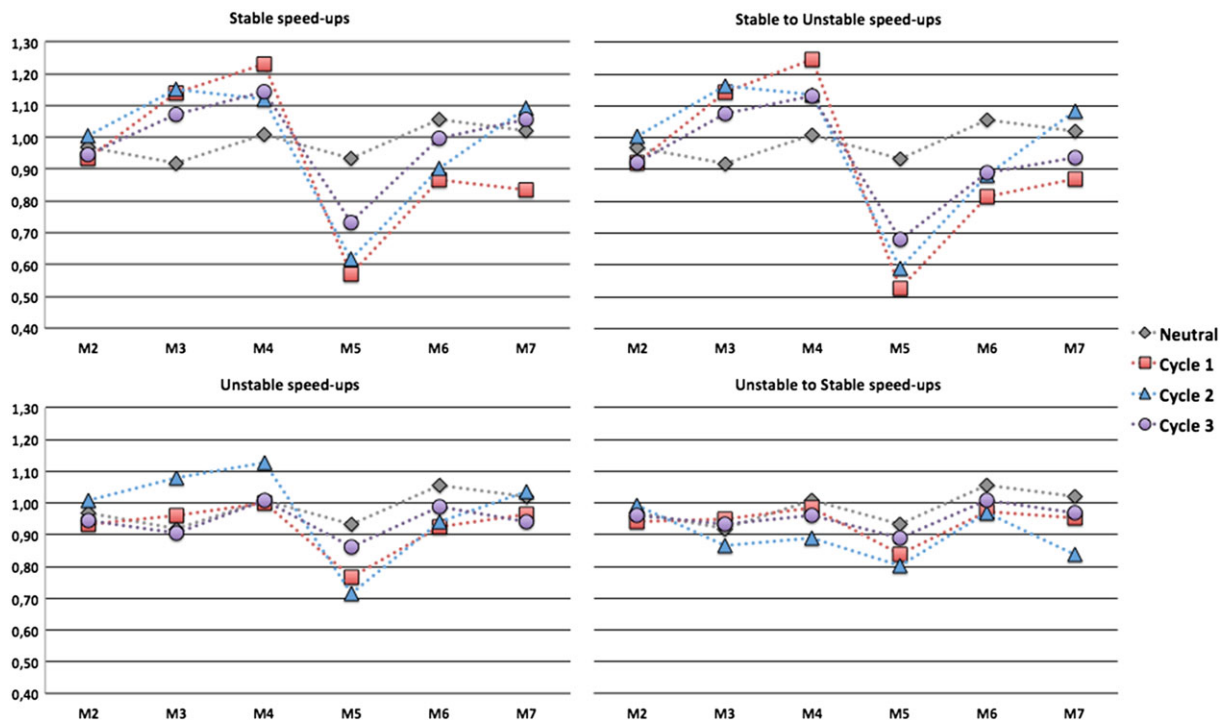 Stable speed-ups
Stable to Unstable speed-ups
1,30
1,20
1,10
1,00
0,90
0,80
0,70
0,60
0,50
0,40
M2 M3 M4 M5 M6 M7
M2 M3 M4 M5 M6 M7
Neutral
Cycle 1
Cycle 2
Cycle 3
Unstable speed-ups
Unstable to Stable speed-ups
1,30
1,20
1,10
1,00
0,90
0,80
0,70
0,60
0,50
0,40
M2 M3 M4 M5 M6 M7
M2 M3 M4 M5 M6 M7